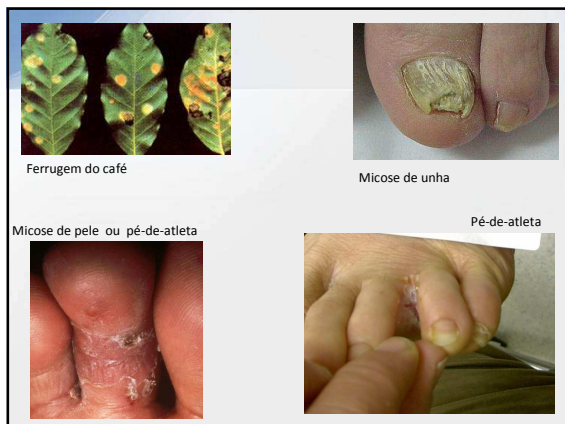 Ferrugem do café
Micose de unha
Micose de pele ou pé-de-atleta
Pé-de-atleta